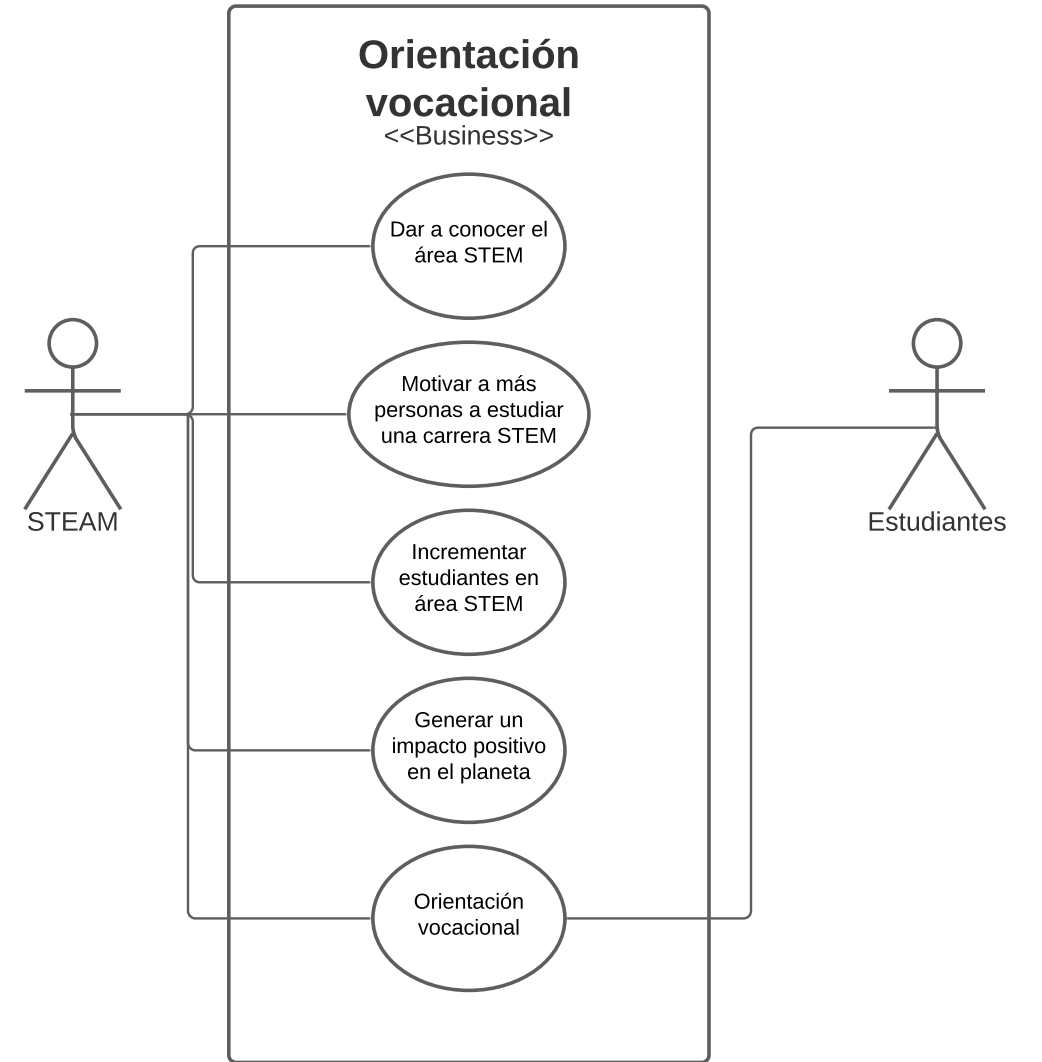 Orientación
vocacional
<<Business>>
Dar a conocer el
área STEM
Motivar a más
personas a estudiar
una carrera STEM
STEAM
Estudiantes
Incrementar
estudiantes en
área STEM
Generar un
impacto positivo
en el planeta
Orientación
vocacional